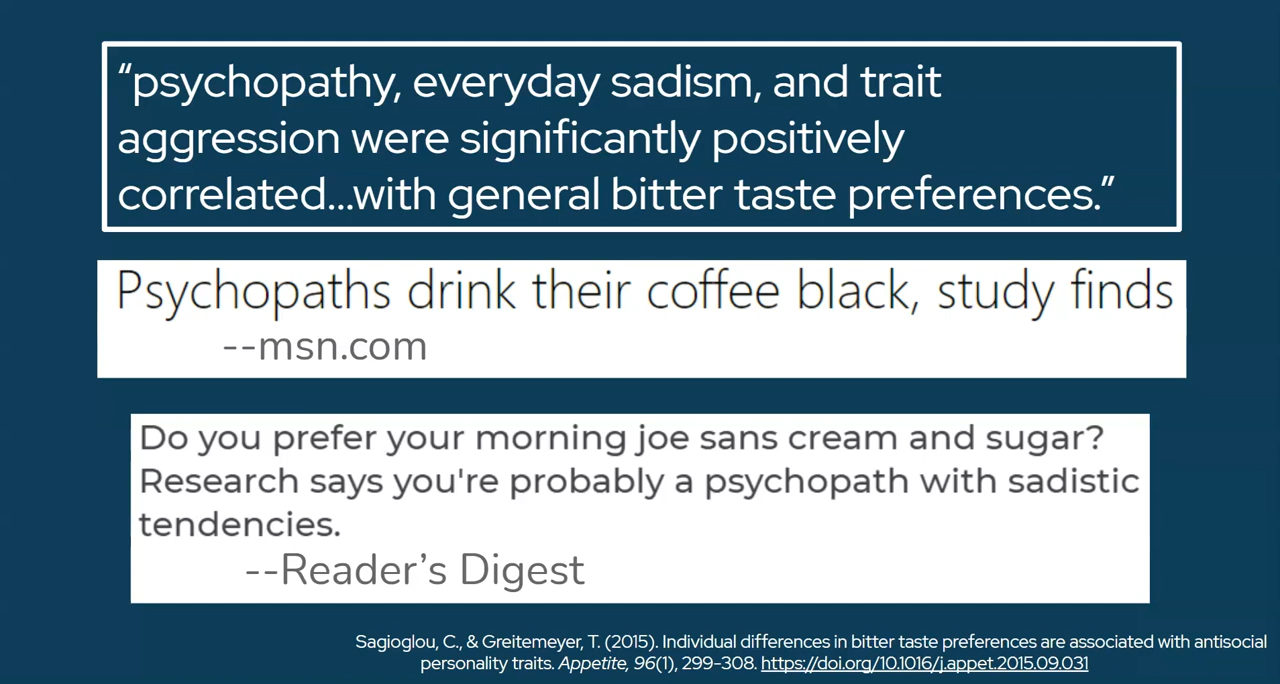 “psychopathy, everyday sadism, and trait
aggression were significantly positively
correlated...with general bitter taste preferences.”
Psychopaths drink their coffee black, study finds
--msn.com
Do you prefer your morning joe sans cream and sugar?
Research says you're probably a psychopath with sadistic
tendencies.
--Reader’s Digest
Sagioglou, C., & Greitemeyer, T. (2015). Individual differences in bitter taste preferences are associated with antisocial
personality traits. Appetite, 96(1), 299-308. https://doi.org/10.1016/j.appet.2015.09.031